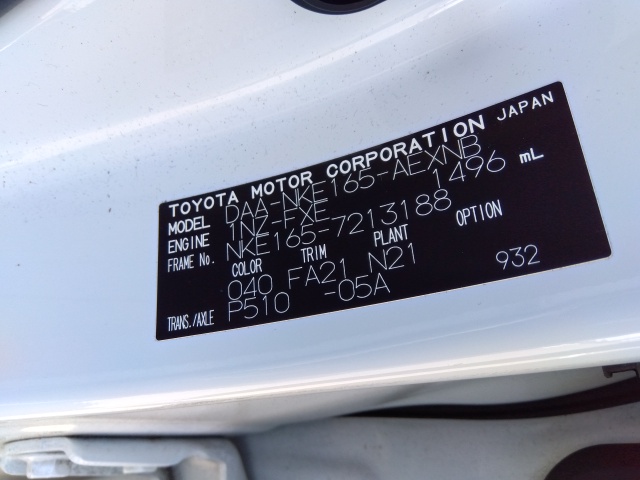 TOYOTA MOTOR CORPORATION JAPAN
MODEL DAA-NKE165-AEXNB
ENGINE 1NZ-FXE 1496 mL
FRAME No. NKE165-7213188
COLOR TRIM PLANT OPTION
040 FA21 N21 932
TRANS./AXLE P510 -05A